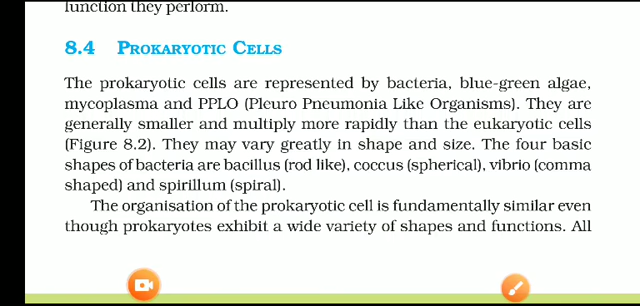 function they perform.
8.4 PROKARYOTIC CELLS
The prokaryotic cells are represented by bacteria, blue-green algae,
mycoplasma and PPLO (Pleuro Pneumonia Like Organisms). They are
generally smaller and multiply more rapidly than the eukaryotic cells
(Figure 8.2). They may vary greatly in shape and size. The four basic
shapes of bacteria are bacillus (rod like), coccus (spherical), vibrio (comma
shaped) and spirillum (spiral).
The organisation of the prokaryotic cell is fundamentally similar even
though prokaryotes exhibit a wide variety of shapes and functions. All